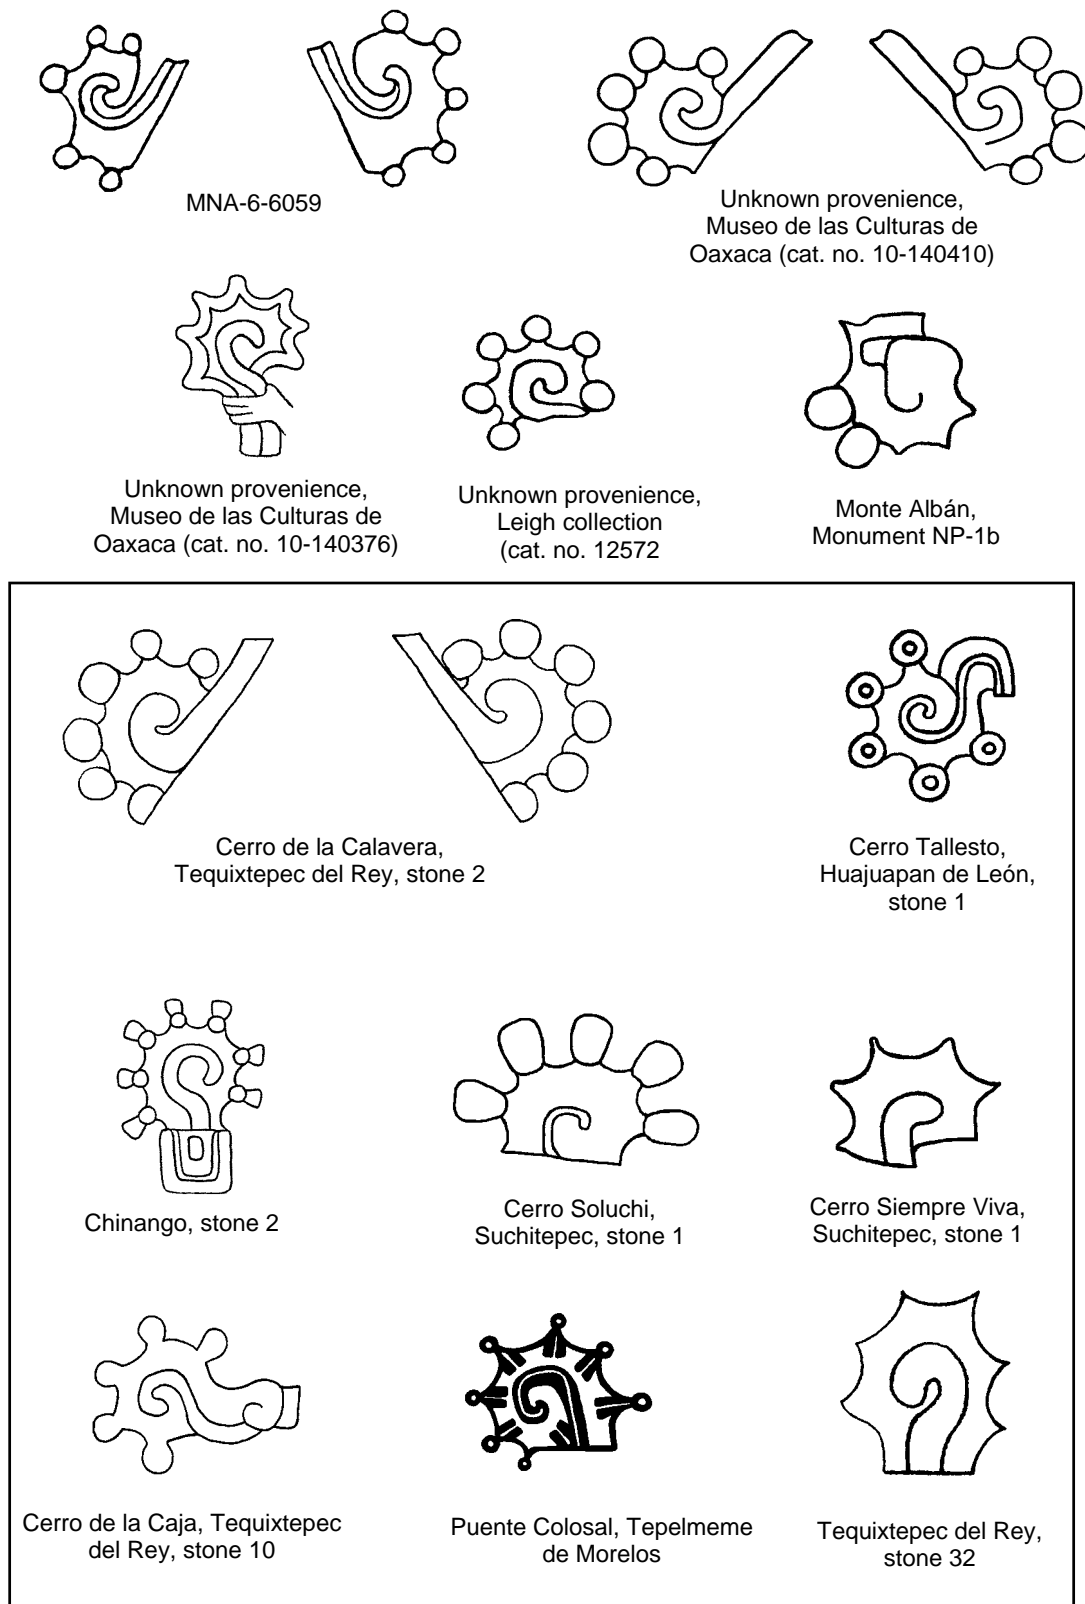 MNA-6-6059
Unknown provenience,
Museo de las Culturas de
Oaxaca (cat. no. 10-140410)
Unknown provenience,
Museo de las Culturas de
Oaxaca (cat. no. 10-140376)
Unknown provenience,
Leigh collection
(cat. no. 12572
Monte Albán,
Monument NP-1b
Cerro de la Calavera,
Tequixtepec del Rey, stone 2
Cerro Tallesto,
Huajuapan de León,
stone 1
Chinango, stone 2
Cerro Soluchi,
Suchitepec, stone 1
Cerro Siempre Viva,
Suchitepec, stone 1
Cerro de la Caja, Tequixtepec
del Rey, stone 10
Puente Colosal, Tepelmeme
de Morelos
Tequixtepec del Rey,
stone 32